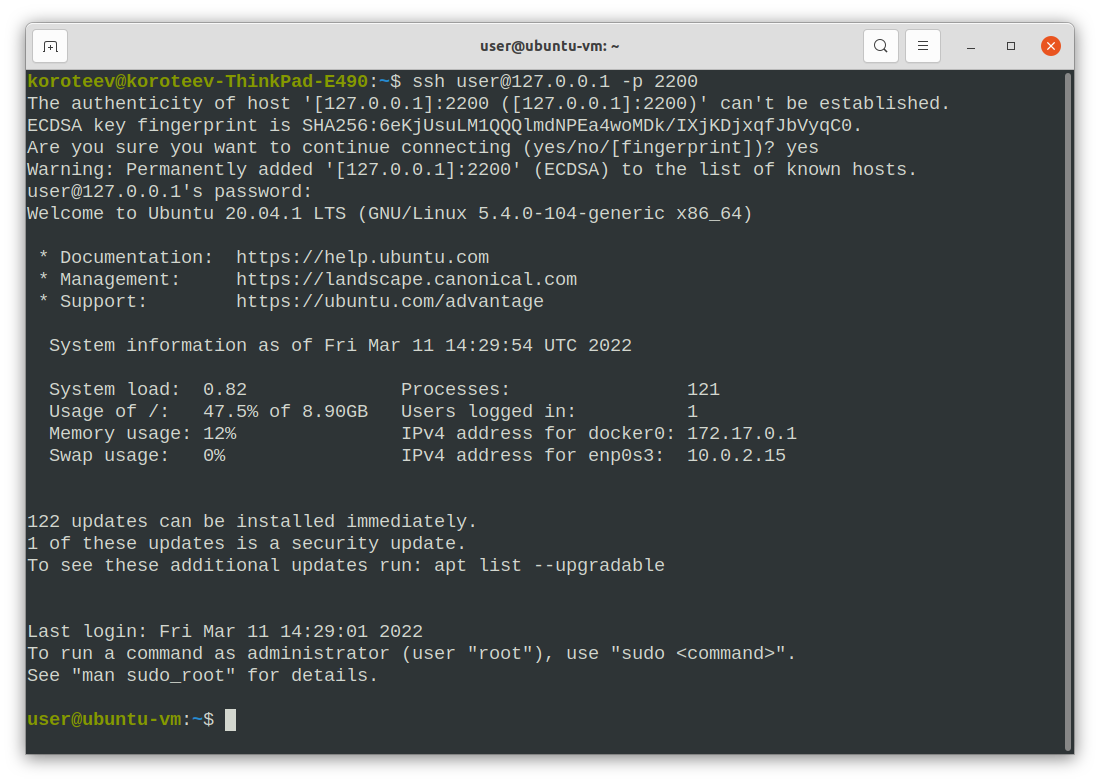 user@ubuntu-vm: ~
koroteev@koroteev-ThinkPad-E490:~$ ssh user@127.0.0.1 -p 2200
The authenticity of host '[127.0.0.1]:2200 ([127.0.0.1]:2200)' can't be established.
ECDSA key fingerprint is SHA256:6eKjUsuLM1QQQlmdNPEa4woMDk/IXjKDjxqfJbVyqC0.
Are you sure you want to continue connecting (yes/no/[fingerprint])? yes
Warning: Permanently added '[127.0.0.1]:2200' (ECDSA) to the list of known hosts.
user@127.0.0.1's password:
Welcome to Ubuntu 20.04.1 LTS (GNU/Linux 5.4.0-104-generic x86_64)

 * Documentation:  https://help.ubuntu.com
 * Management:     https://landscape.canonical.com
 * Support:        https://ubuntu.com/advantage

  System information as of Fri Mar 11 14:29:54 UTC 2022

  System load:  0.82              Processes:                121
  Usage of /:   47.5% of 8.90GB   Users logged in:          1
  Memory usage: 12%               IPv4 address for docker0: 172.17.0.1
  Swap usage:   0%                IPv4 address for enp0s3:  10.0.2.15

122 updates can be installed immediately.
1 of these updates is a security update.
To see these additional updates run: apt list --upgradable

Last login: Fri Mar 11 14:29:01 2022
To run a command as administrator (user "root"), use "sudo <command>".
See "man sudo_root" for details.

user@ubuntu-vm:~$